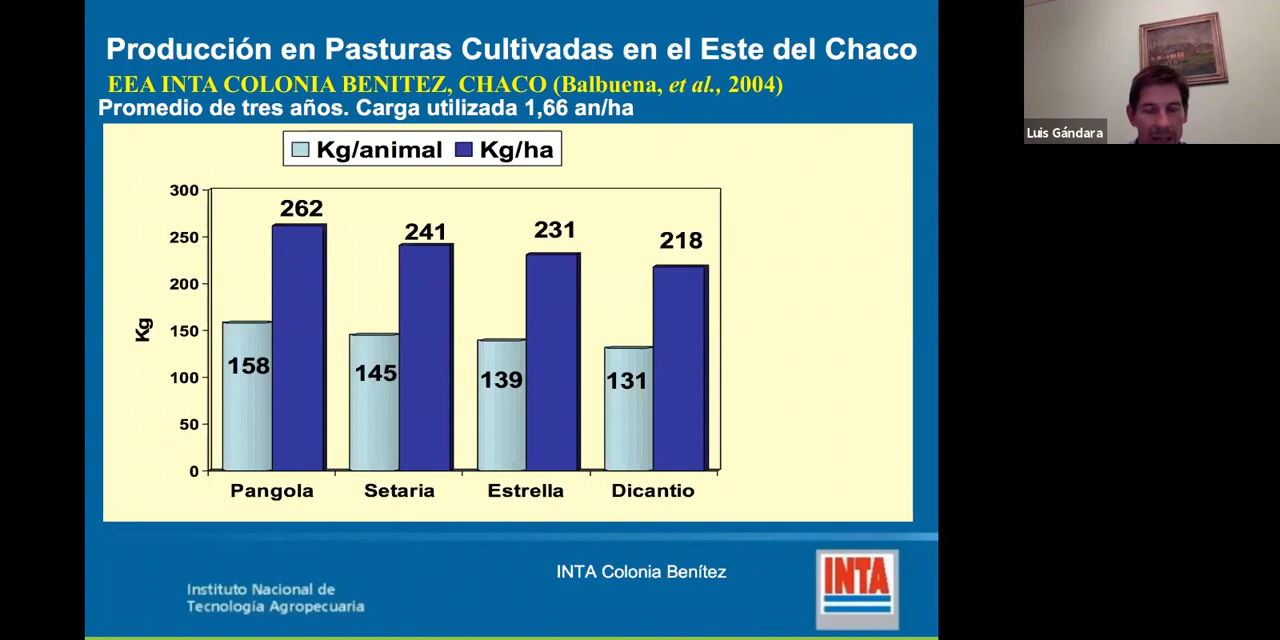 Producción en Pasturas Cultivadas en el Este del Chaco
EEA INTA COLONIA BENITEZ, CHACO (Balbuena, et al., 2004)
Promedio de tres años. Carga utilizada 1,66 an/ha
Kg/animal Kg/ha
Kg
300
250
200
150
100
50
0
262
241
231
218
158
145
139
131
Pangola Setaria Estrella Dicantio
INTA Colonia Benítez
Instituto Nacional de
Tecnología Agropecuaria
INTA
Luis Gándara